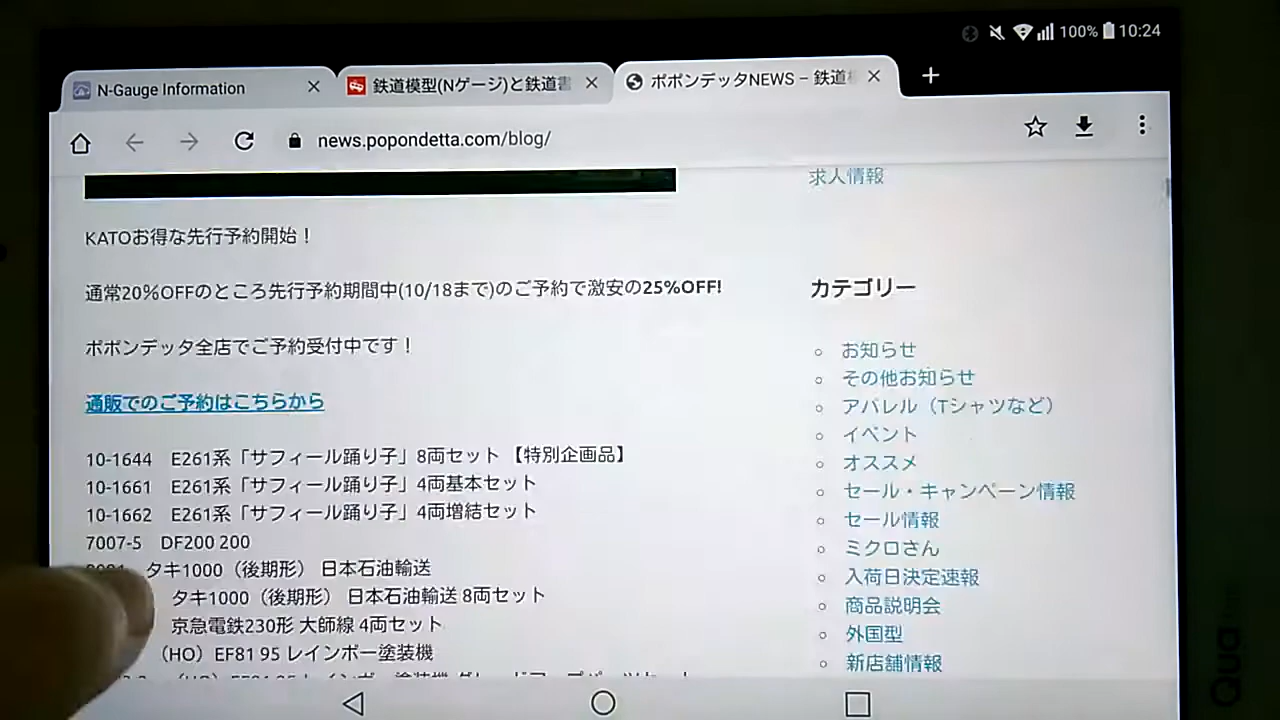 100% 10:24
N-Gauge Information
鉄道模型(Nゲージ)と鉄道書
ポポンデッタNEWS – 鉄道模
news.popondetta.com/blog/
求人情報
KATOお得な先行予約開始！
通常20%OFFのところ先行予約期間中(10/18まで)のご予約で激安の25%OFF!
ポポンデッタ全店でご予約受付中です！
通販でのご予約はこちらから
10-1644 E261系「サフィール踊り子」8両セット 【特別企画品】
10-1661 E261系「サフィール踊り子」4両基本セット
10-1662 E261系「サフィール踊り子」4両増結セット
7007-5 DF200 200
タキ1000（後期形） 日本石油輸送
タキ1000（後期形） 日本石油輸送 8両セット
京急電鉄230形 大師線 4両セット
（HO）EF81 95 レインボー塗装機
カテゴリー
お知らせ
その他お知らせ
アパレル（Tシャツなど）
イベント
オススメ
セール・キャンペーン情報
セール情報
ミクロさん
入荷日決定速報
商品説明会
外国型
新店舗情報
Qua